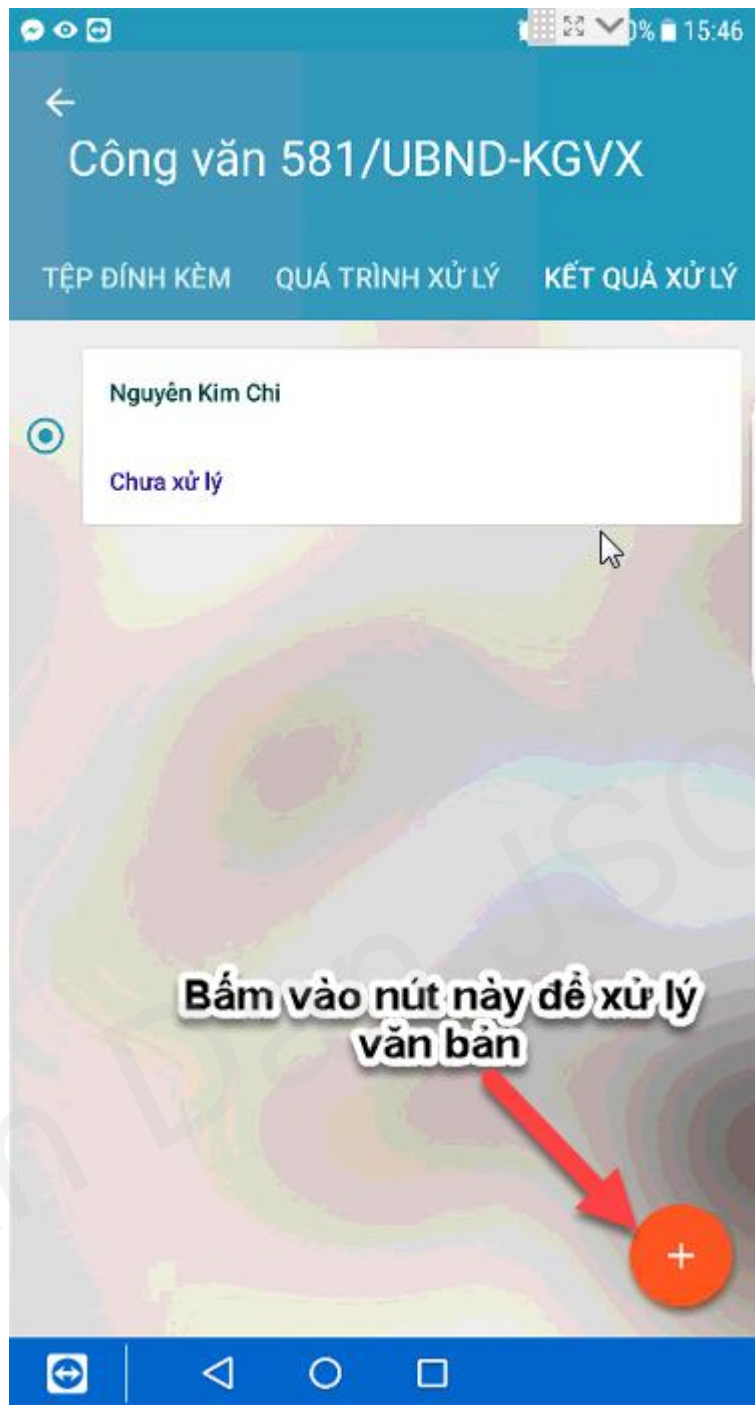 0% 15:46
Công văn 581/UBND-KGVX
TỆP ĐÍNH KÈM QUÁ TRÌNH XỬ LÝ KẾT QUẢ XỬ LÝ
Nguyễn Kim Chi
Chưa xử lý
Bấm vào nút này để xử lý
văn bản